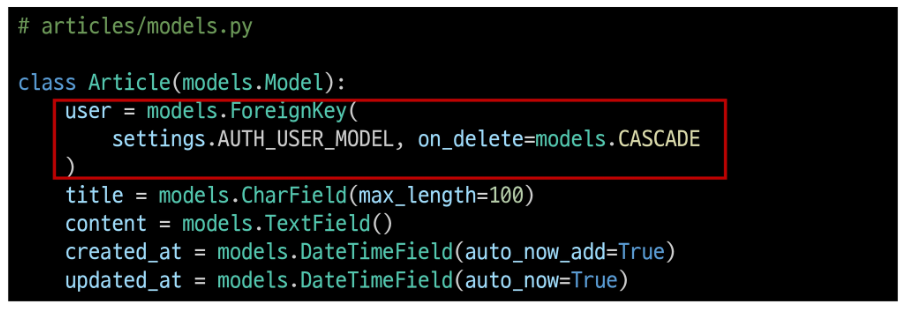 # articles/models.py
class Article(models.Model):
    user = models.ForeignKey(
        settings.AUTH_USER_MODEL, on_delete=models.CASCADE
    )
    title = models.CharField(max_length=100)
    content = models.TextField()
    created_at = models.DateTimeField(auto_now_add=True)
    updated_at = models.DateTimeField(auto_now=True)